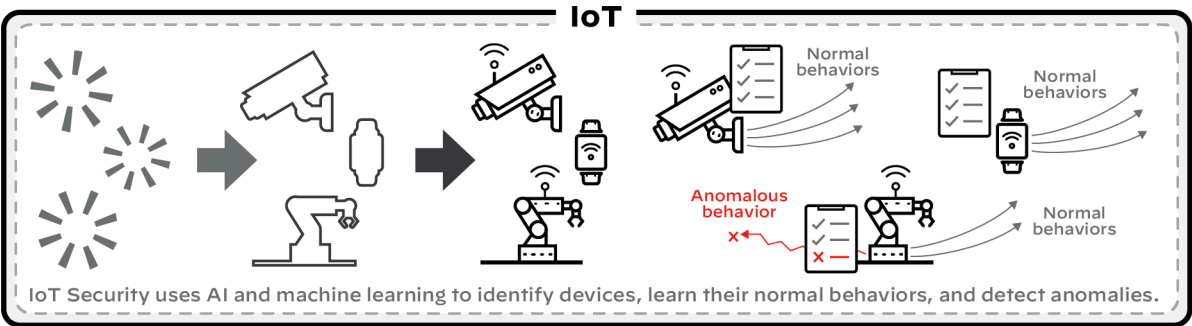 IoT
Normal
behaviors
Normal
behaviors
Anomalous
behavior
Normal
behaviors
IoT Security uses AI and machine learning to identify devices, learn their normal behaviors, and detect anomalies.